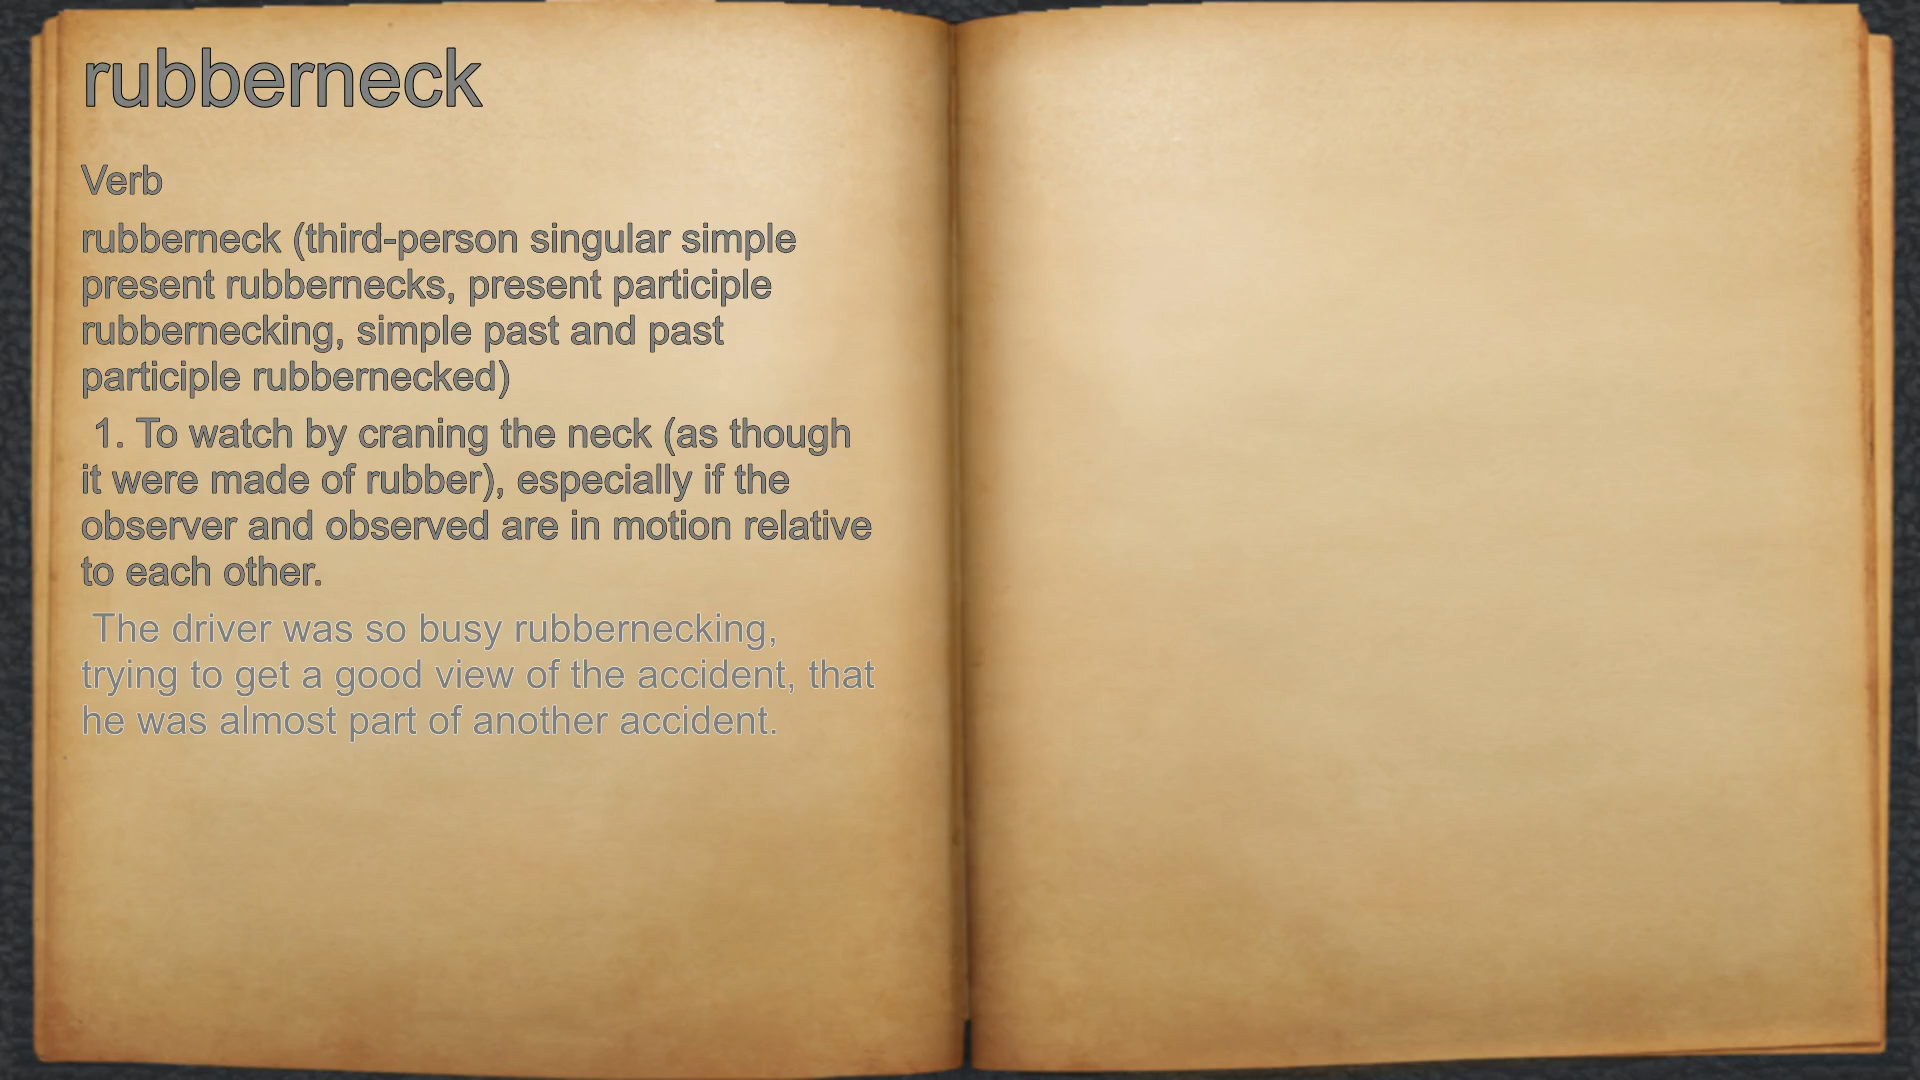 rubberneck
Verb
rubberneck (third-person singular simple
present rubbernecks, present participle
rubbernecking, simple past and past
participle rubbernecked)
1. To watch by craning the neck (as though
it were made of rubber), especially if the
observer and observed are in motion relative
to each other.
The driver was so busy rubbernecking,
trying to get a good view of the accident, that
he was almost part of another accident.